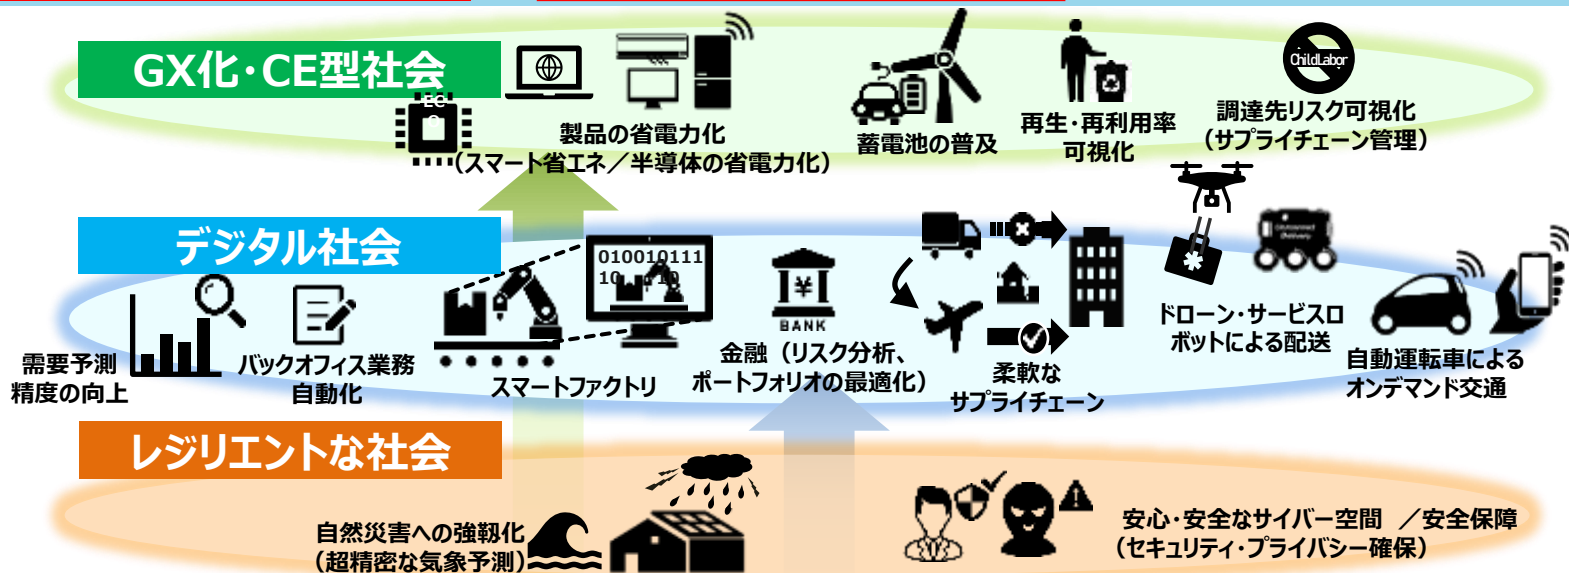 GX化・CE型社会
EC
ChildLabor
製品の省電力化
（スマート省エネ／半導体の省電力化）
蓄電池の普及
再生・再利用率
可視化
調達先リスク可視化
（サプライチェーン管理）
デジタル社会
需要予測
精度の向上
バックオフィス業務
自動化
010010111
10 10
スマートファクトリ
¥
BANK
金融（リスク分析、
ポートフォリオの最適化）
柔軟な
サプライチェーン
ドローン・サービスロ
ボットによる配送
自動運転車による
オンデマンド交通
レジリエントな社会
自然災害への強靱化
（超精密な気象予測）
安心・安全なサイバー空間 ／安全保障
（セキュリティ・プライバシー確保）